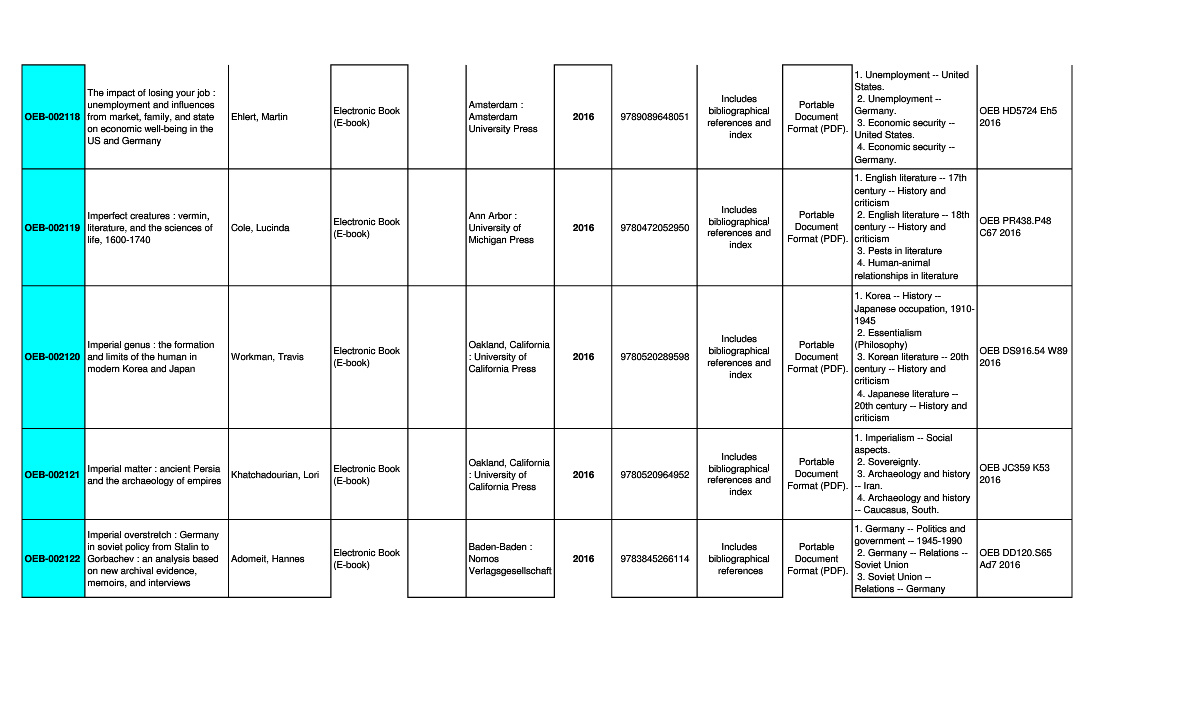 OEB-002118
The impact of losing your job :
unemployment and influences
from market, family, and state
on economic well-being in the
US and Germany
Ehlert, Martin
Electronic Book
(E-book)
Amsterdam :
Amsterdam
University Press
2016
9789089648051
Includes
bibliographical
references and
index
Portable
Document
Format (PDF).
1. Unemployment -- United
States.
2. Unemployment --
Germany.
3. Economic security --
United States.
4. Economic security --
Germany.
OEB HD5724 Eh5
2016
OEB-002119
Imperfect creatures : vermin,
literature, and the sciences of
life, 1600-1740
Cole, Lucinda
Electronic Book
(E-book)
Ann Arbor :
University of
Michigan Press
2016
9780472052950
Includes
bibliographical
references and
index
Portable
Document
Format (PDF).
1. English literature -- 17th
century -- History and
criticism
2. English literature -- 18th
century -- History and
criticism
3. Pests in literature
4. Human-animal
relationships in literature
OEB PR438.P48
C67 2016
OEB-002120
Imperial genus : the formation
and limits of the human in
modern Korea and Japan
Workman, Travis
Electronic Book
(E-book)
Oakland, California
: University of
California Press
2016
9780520289598
Includes
bibliographical
references and
index
Portable
Document
Format (PDF).
1. Korea -- History --
Japanese occupation, 1910-
1945
2. Essentialism
(Philosophy)
3. Korean literature -- 20th
century -- History and
criticism
4. Japanese literature --
20th century -- History and
criticism
OEB DS916.54 W89
2016
OEB-002121
Imperial matter : ancient Persia
and the archaeology of empires
Khatchadourian, Lori
Electronic Book
(E-book)
Oakland, California
: University of
California Press
2016
9780520964952
Includes
bibliographical
references and
index
Portable
Document
Format (PDF).
1. Imperialism -- Social
aspects.
2. Sovereignty.
3. Archaeology and history
-- Iran.
4. Archaeology and history
-- Caucasus, South.
OEB JC359 K53
2016
OEB-002122
Imperial overstretch : Germany
in soviet policy from Stalin to
Gorbachev : an analysis based
on new archival evidence,
memoirs, and interviews
Adomeit, Hannes
Electronic Book
(E-book)
Baden-Baden :
Nomos
Verlagsgesellschaft
2016
9783845266114
Includes
bibliographical
references
Portable
Document
Format (PDF).
1. Germany -- Politics and
government -- 1945-1990
2. Germany -- Relations --
Soviet Union
3. Soviet Union --
Relations -- Germany
OEB DD120.S65
Ad7 2016